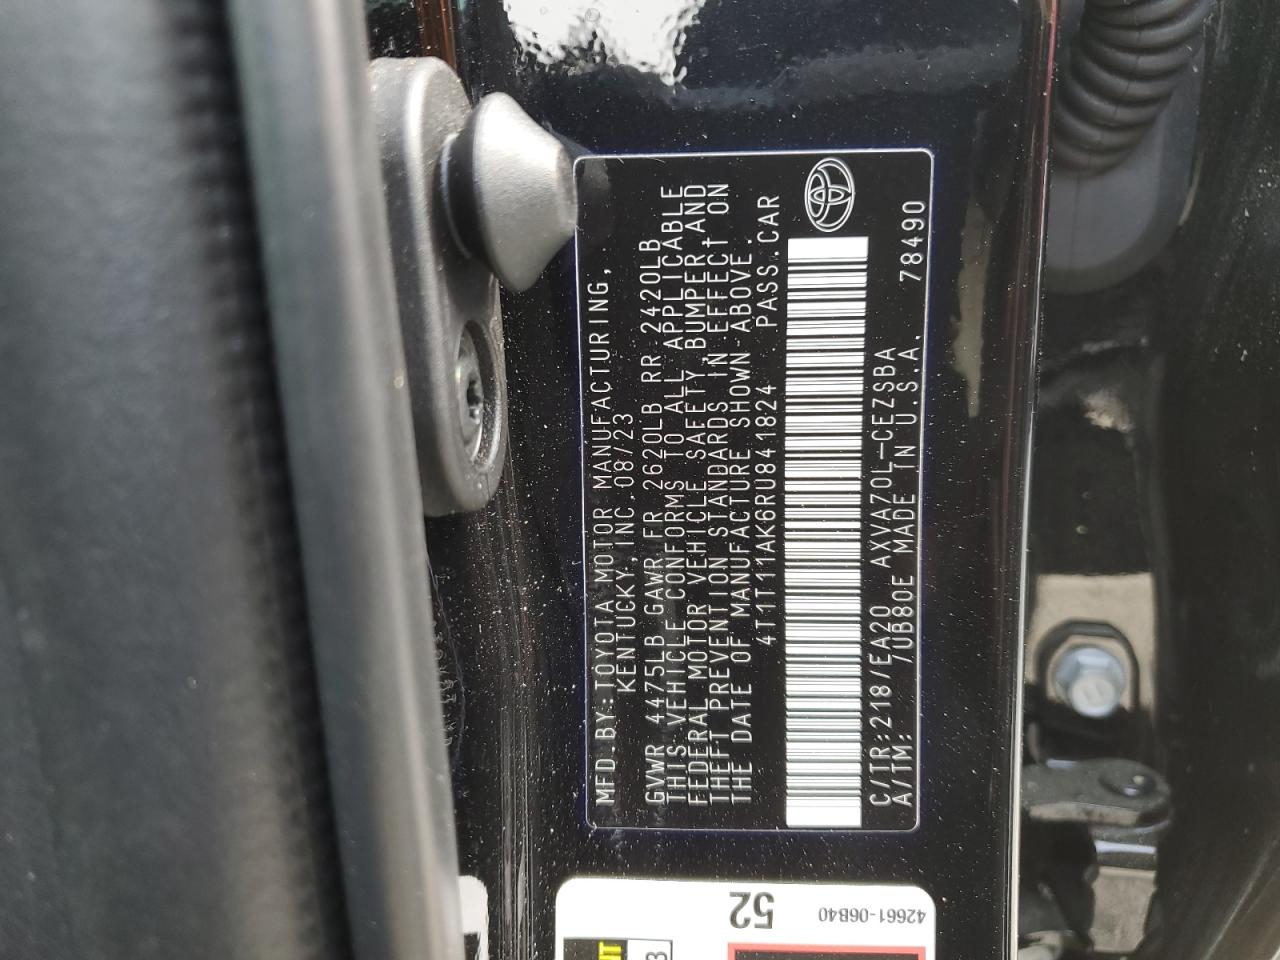 MFD.BY:TOYOTA MOTOR MANUFACTURING,
KENTUCKY,INC.08/23
GVWR 4475LB GAWR FR 2620LB RR 2420LB
THIS VEHICLE CONFORMS TO ALL APPLICABLE
FEDERAL MOTOR VEHICLE SAFETY,BUMPER,AND
THEFT PREVENTION STANDARDS IN EFFECT ON
THE DATE OF MANUFACTURE SHOWN ABOVE.
4T1T11AK6RU841824 PASS.CAR
C/TR:218/EA20 AXVA70L-CEZSBA
A/TM: /UB80E MADE IN U.S.A. 78490
52
42661-06B40